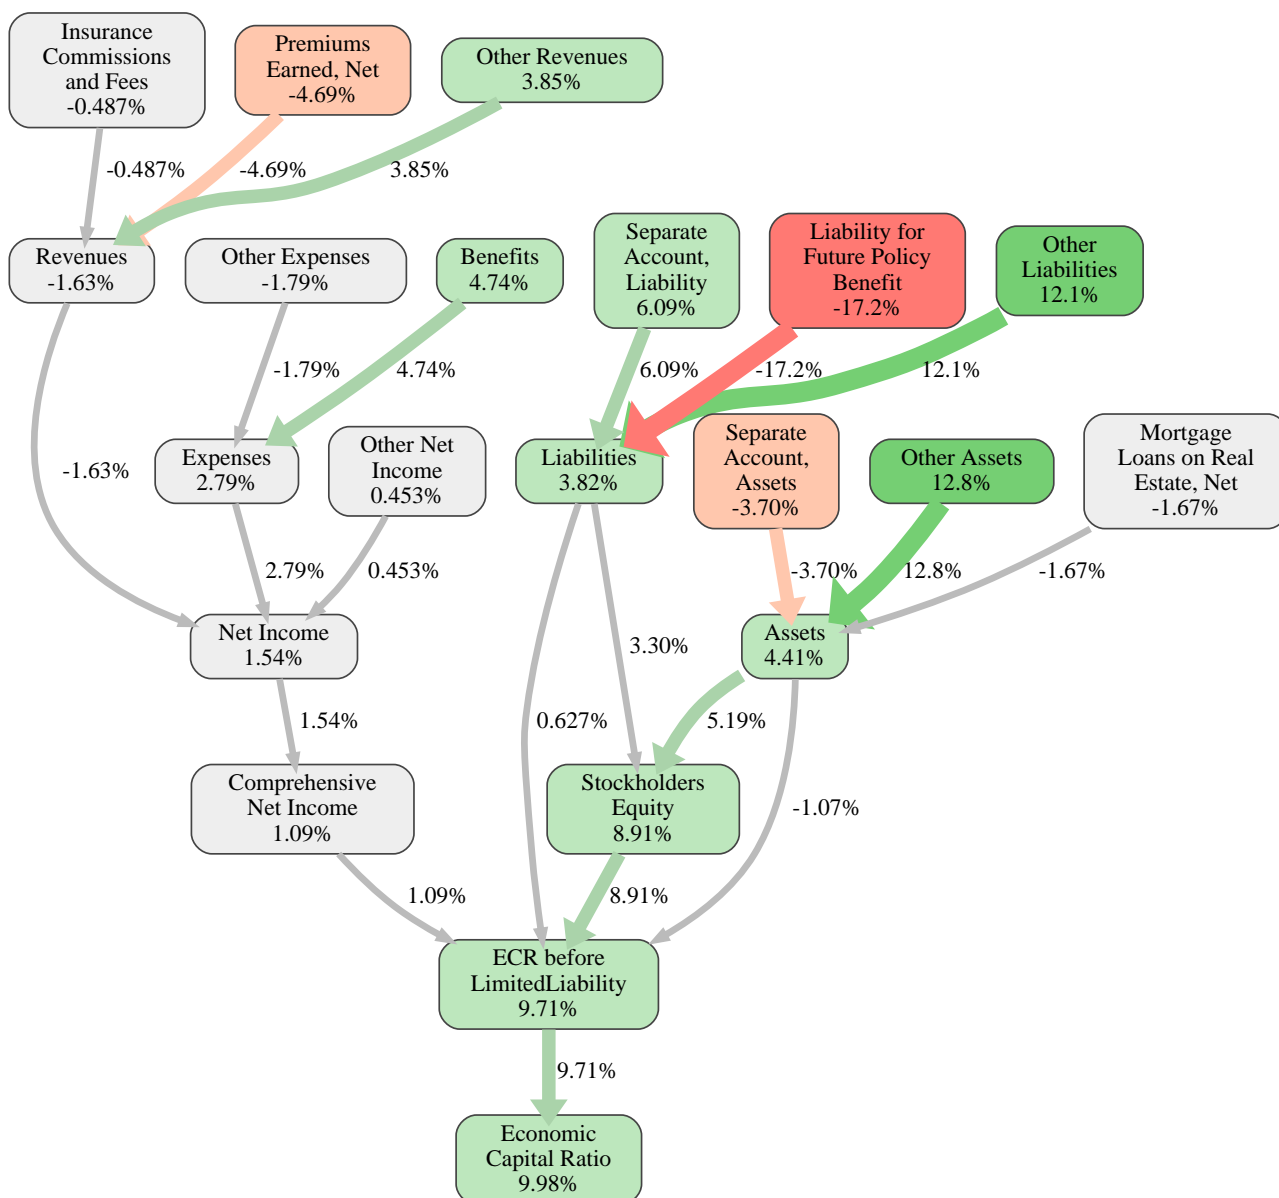 Insurance
Commissions
and Fees
-0.487%
Premiums
Earned, Net
-4.69%
Other Revenues
3.85%
-0.487%
-4.69%
3.85%
Revenues
-1.63%
Other Expenses
-1.79%
Benefits
4.74%
Separate
Account,
Liability
6.09%
Liability for
Future Policy
Benefit
-17.2%
Other
Liabilities
12.1%
-1.79%
4.74%
6.09%
-17.2%
12.1%
-1.63%
Expenses
2.79%
Other Net
Income
0.453%
Liabilities
3.82%
Separate
Account,
Assets
-3.70%
Other Assets
12.8%
Mortgage
Loans on Real
Estate, Net
-1.67%
2.79%
0.453%
-3.70%
12.8%
-1.67%
Net Income
1.54%
3.30%
Assets
4.41%
1.54%
0.627%
5.19%
Comprehensive
Net Income
1.09%
Stockholders
Equity
8.91%
-1.07%
1.09%
8.91%
ECR before
LimitedLiability
9.71%
9.71%
Economic
Capital Ratio
9.98%